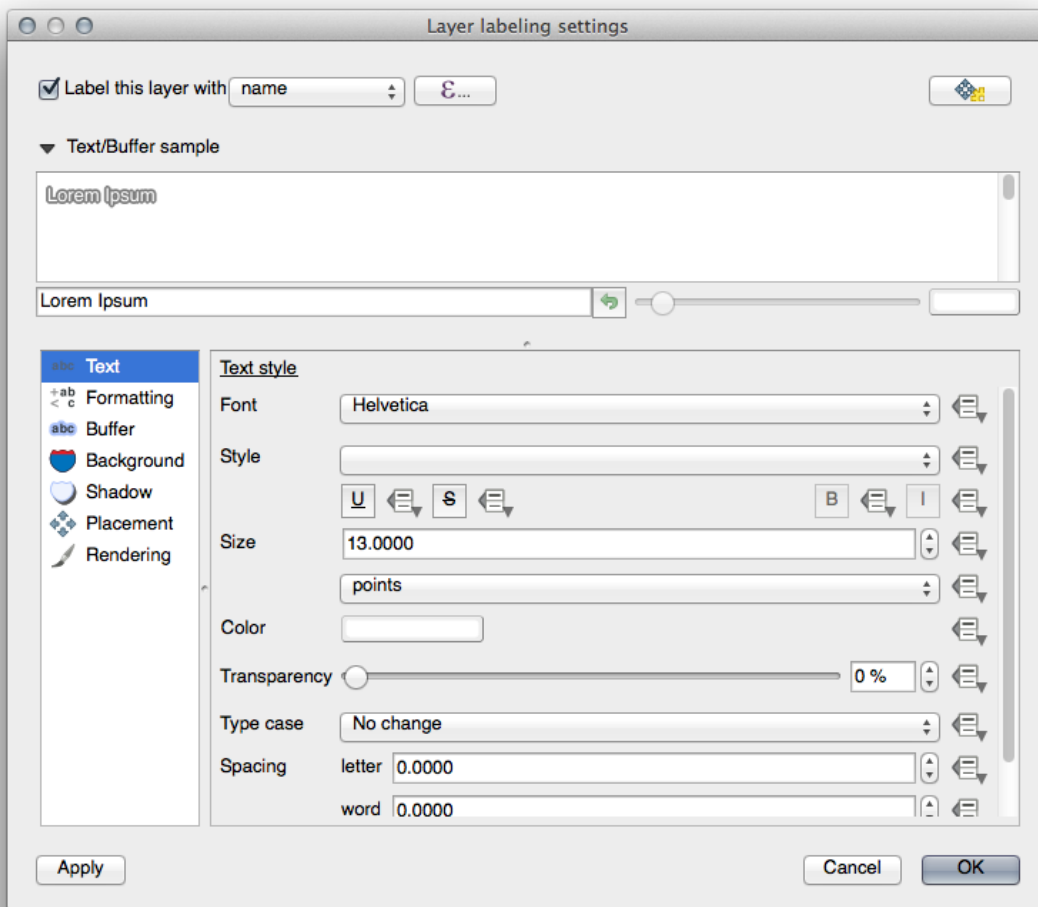 Layer labeling settings
Label this layer with name ε...
Text/Buffer sample
Lorem Ipsum
Lorem Ipsum
abc Text
Text style
+ab < c Formatting
Font Helvetica
abc Buffer
Background
Style
Shadow
U S B I
Placement
Size 13.0000
Rendering
points
Color
Transparency 0 %
Type case No change
Spacing letter 0.0000
word 0.0000
Apply Cancel OK